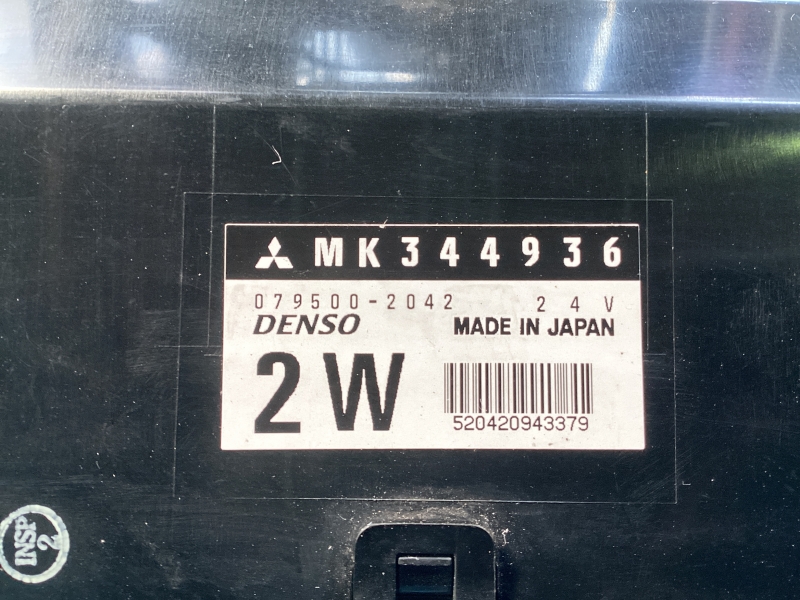 MK344936
079500-2042 24V
DENSO MADE IN JAPAN
2W
520420943379
INSP
2